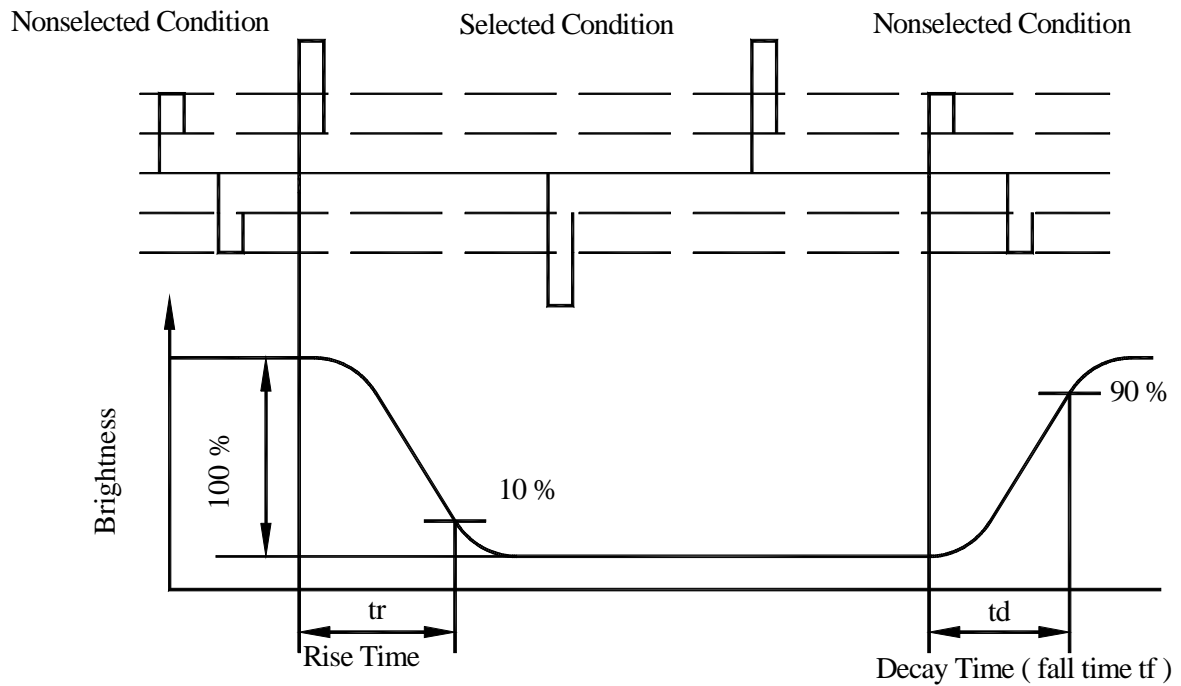 Nonselected Condition
Selected Condition
Nonselected Condition
Brightness
100 %
10 %
90 %
tr
Rise Time
td
Decay Time ( fall time tf )